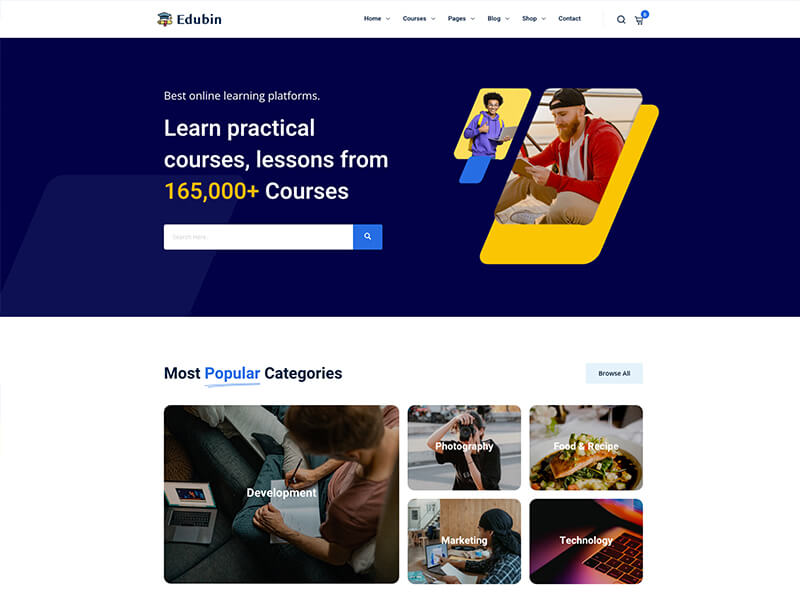 Edubin
Home Courses Pages Blog Shop Contact
0
Best online learning platforms.
Learn practical
courses, lessons from
165,000+ Courses
Search Here..
Most Popular Categories
Browse All
Development
Photography
Food & Recipe
Marketing
Technology